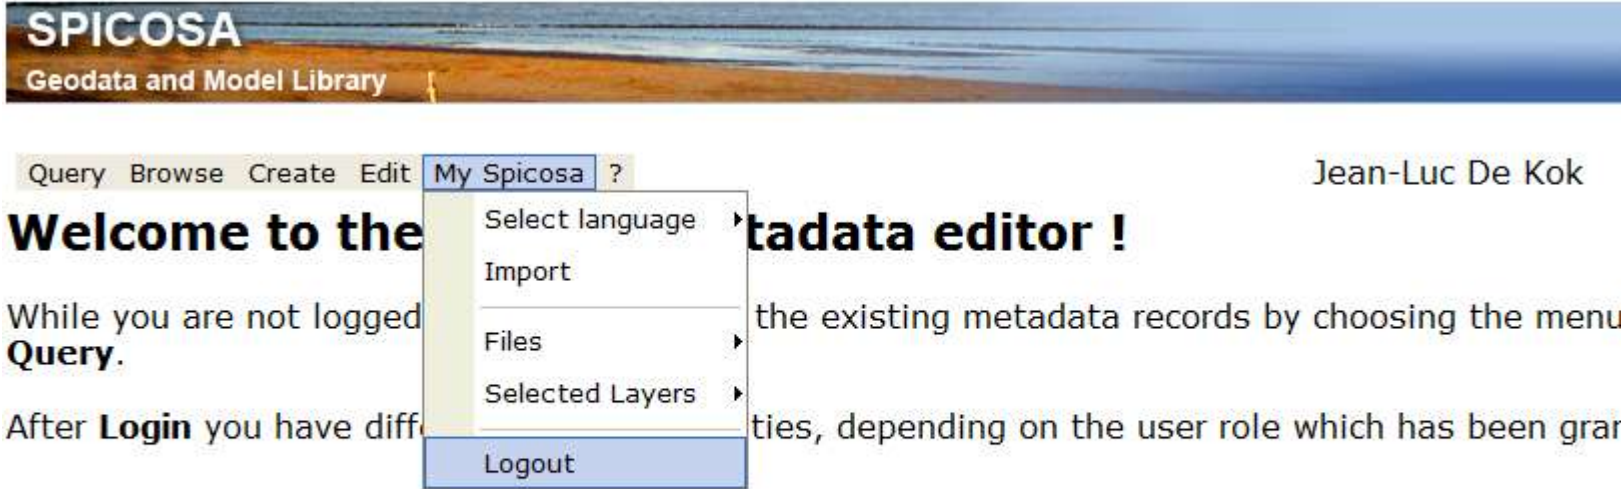 SPICOSA
Geodata and Model Library
Query Browse Create Edit My Spicosa ?
Jean-Luc De Kok
Welcome to the tadata editor !
Select language
Import
While you are not logged the existing metadata records by choosing the menu
Query.
Files
Selected Layers
After Login you have diffe ties, depending on the user role which has been gran
Logout